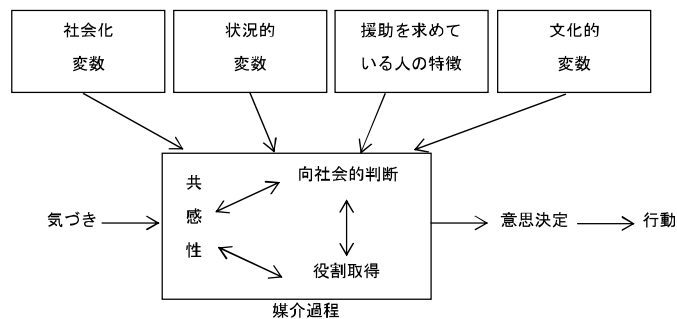 社会化
変数
状況的
変数
援助を求めて
いる人の特徴
文化的
変数
共
感
性
向社会的判断
役割取得
気づき
意思決定
行動
媒介過程